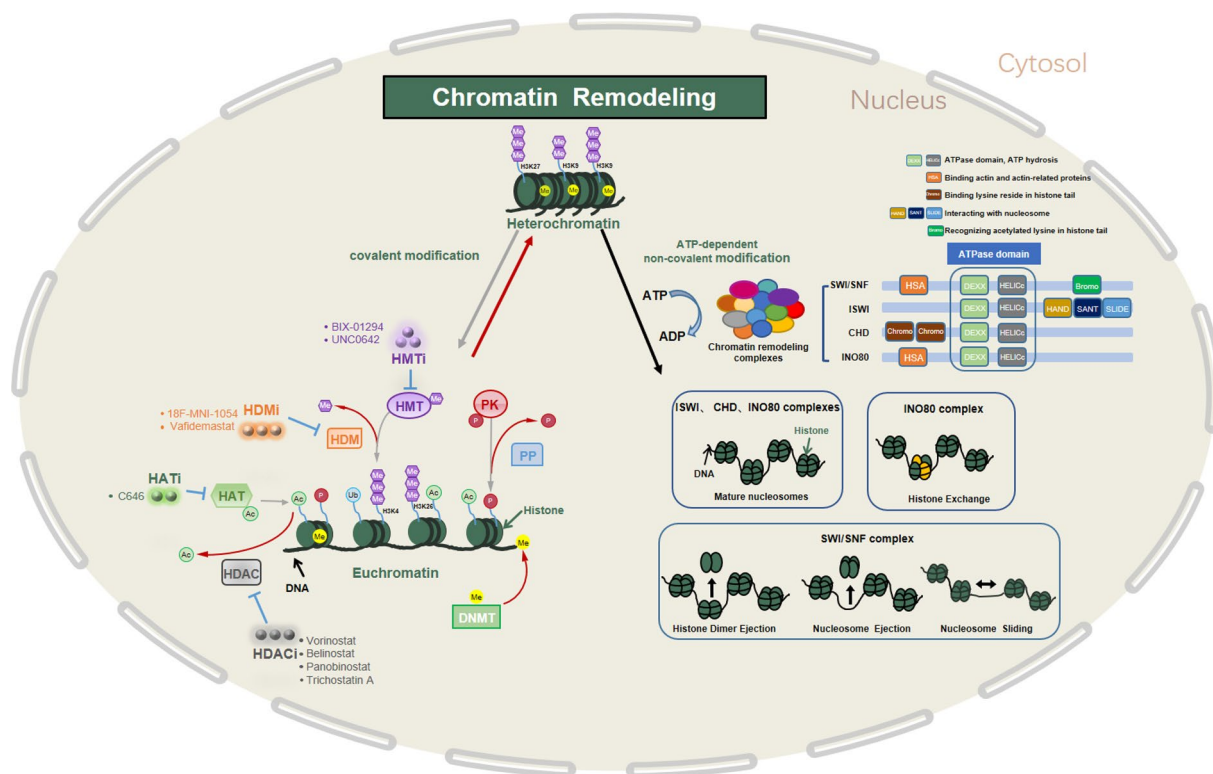 Cytosol
Nucleus
Chromatin Remodeling
Me
Me
Me
H3K27
Me
Me
H3K9
Me
Me
Me
H3K9
Me
Me
Me
Heterochromatin
covalent modification
ATP-dependent
non-covalent modification
ATP
ADP
Chromatin remodeling
complexes
DEXX
HELICc
ATPase domain, ATP hydrosis
HSA
Binding actin and actin-related proteins
Chromo
Binding lysine reside in histone tail
HAND
SANT
SLIDE
Interacting with nucleosome
Bromo
Recognizing acetylated lysine in histone tail
ATPase domain
SWI/SNF
HSA
DEXX
HELICc
Bromo
ISWI
DEXX
HELICc
HAND
SANT
SLIDE
CHD
Chromo
Chromo
DEXX
HELICc
INO80
HSA
DEXX
HELICc
• BIX-01294
• UNC0642
HMTi
HMT
Me
Me
• 18F-MNI-1054
• Vafidemastat
HDMi
HDM
PK
P
P
PP
HATi
• C646
HAT
Ac
Ac
P
Me
Ub
Me
Me
Me
H3K4
Me
Me
Me
H3K26
Ac
Ac
P
Histone
Me
Ac
HDAC
DNA
Euchromatin
Me
DNMT
HDACi
• Vorinostat
• Belinostat
• Panobinostat
• Trichostatin A
ISWI、 CHD、INO80 complexes
Histone
DNA
Mature nucleosomes
INO80 complex
Histone Exchange
SWI/SNF complex
Histone Dimer Ejection
Nucleosome Ejection
Nucleosome Sliding